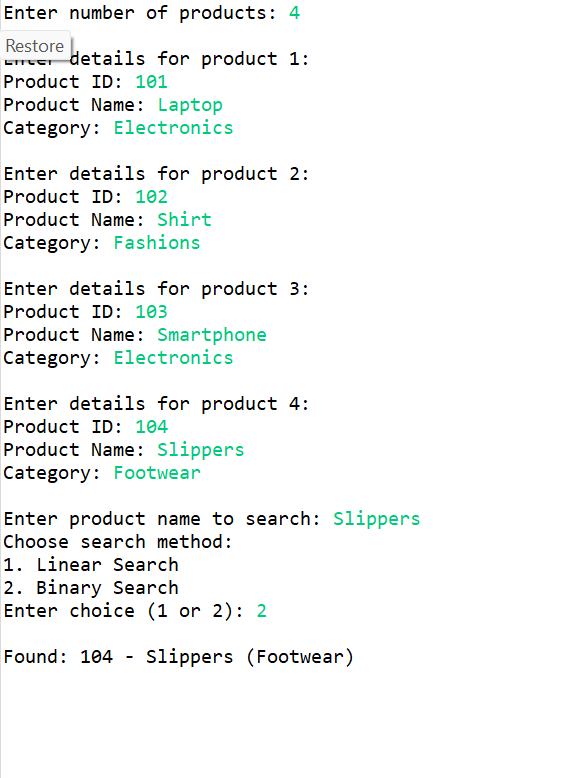 Enter number of products: 4
Restore
details for product 1:
Product ID: 101
Product Name: Laptop
Category: Electronics
Enter details for product 2:
Product ID: 102
Product Name: Shirt
Category: Fashions
Enter details for product 3:
Product ID: 103
Product Name: Smartphone
Category: Electronics
Enter details for product 4:
Product ID: 104
Product Name: Slippers
Category: Footwear
Enter product name to search: Slippers
Choose search method:
1. Linear Search
2. Binary Search
Enter choice (1 or 2): 2
Found: 104 - Slippers (Footwear)